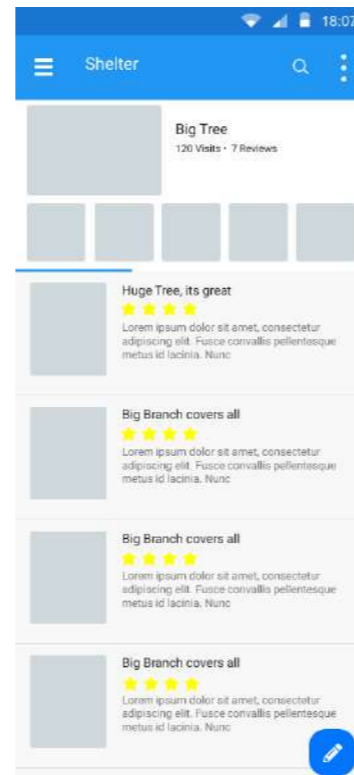 18:07
Shelter
Big Tree
120 Visits • 7 Reviews
Huge Tree, its great
Lorem ipsum dolor sit amet, consectetur
adipiscing elit. Fusce convallis pellentesque
metus id lacinia. Nunc
Big Branch covers all
Lorem ipsum dolor sit amet, consectetur
adipiscing elit. Fusce convallis pellentesque
metus id lacinia. Nunc
Big Branch covers all
Lorem ipsum dolor sit amet, consectetur
adipiscing elit. Fusce convallis pellentesque
metus id lacinia. Nunc
Big Branch covers all
Lorem ipsum dolor sit amet, consectetur
adipiscing elit. Fusce convallis pellentesque
metus id lacinia. Nunc